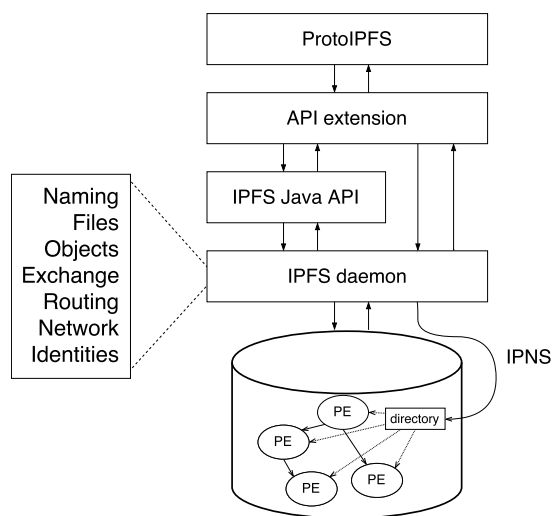 ProtoIPFS
API extension
IPFS Java API
Naming
Files
Objects
Exchange
Routing
Network
Identities
IPFS daemon
IPNS
PE
directory
PE
PE
PE